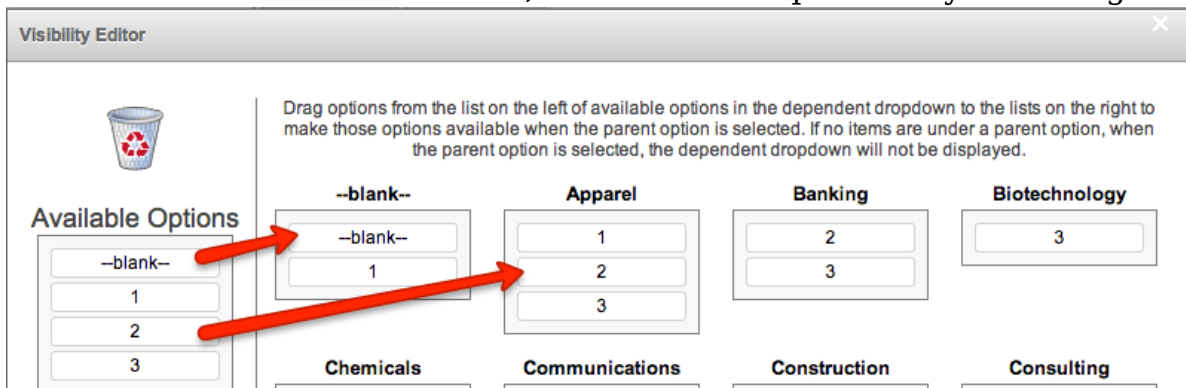 Visibility Editor
Drag options from the list on the left of available options in the dependent dropdown to the lists on the right to
make those options available when the parent option is selected. If no items are under a parent option, when
the parent option is selected, the dependent dropdown will not be displayed.
Available Options
--blank--
1
2
3
--blank--
--blank--
1
Apparel
1
2
3
Banking
2
3
Biotechnology
3
Chemicals
Communications
Construction
Consulting